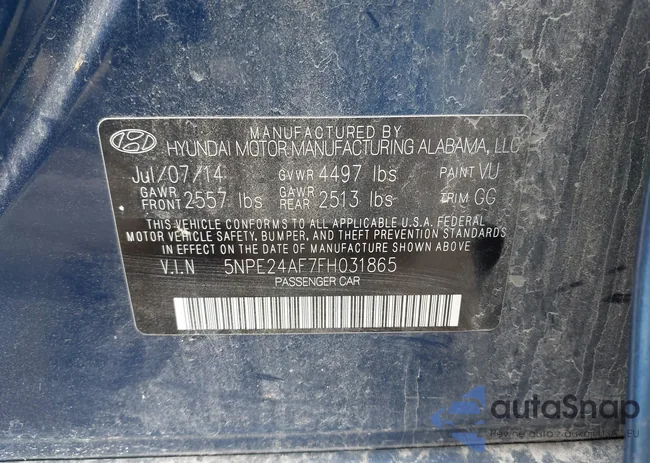 MANUFACTURED BY
HYUNDAI MOTOR MANUFACTURING ALABAMA, LLC
Jul/07/14 GVWR 4497 lbs PAINT VU
GAWR FRONT 2557 lbs GAWR REAR 2513 lbs TRIM GG
THIS VEHICLE CONFORMS TO ALL APPLICABLE U.S.A. FEDERAL
MOTOR VEHICLE SAFETY, BUMPER, AND THEFT PREVENTION STANDARDS
IN EFFECT ON THE DATE OF MANUFACTURE SHOWN ABOVE
V.I.N 5NPE24AF7FH031865
PASSENGER CAR
autaSnap